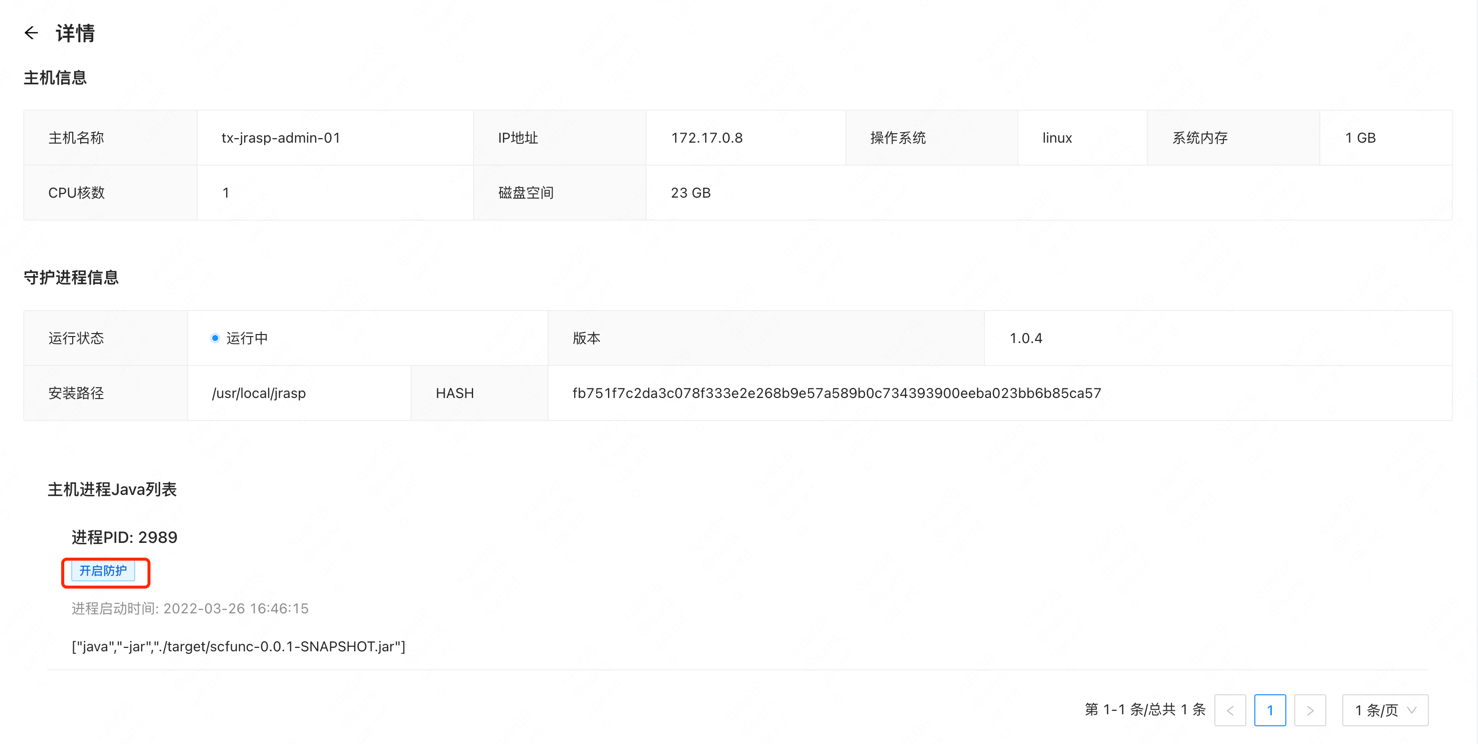 详情
主机信息
主机名称 tx-jrasp-admin-01 IP地址 172.17.0.8 操作系统 linux 系统内存 1 GB
CPU核数 1 磁盘空间 23 GB
守护进程信息
运行状态 运行中 版本 1.0.4
安装路径 /usr/local/jrasp HASH fb751f7c2da3c078f333e2e268b9e57a589b0c734393900eeba023bb6b85ca57
主机进程Java列表
进程PID: 2989
开启防护
进程启动时间: 2022-03-26 16:46:15
["java","-jar","./target/scfunc-0.0.1-SNAPSHOT.jar"]
第 1-1 条/总共 1 条 < 1 > 1 条/页